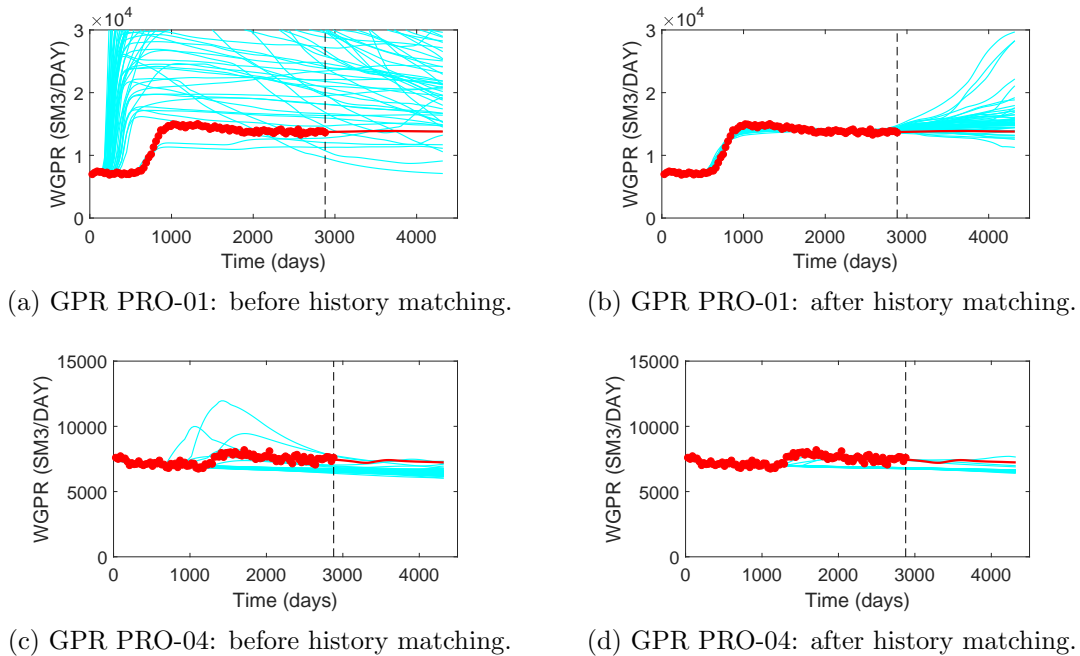 ×10⁴
3
2
1
0
WGPR (SM3/DAY)
0 1000 2000 3000 4000
Time (days)
(a) GPR PRO-01: before history matching.
×10⁴
3
2
1
0
WGPR (SM3/DAY)
0 1000 2000 3000 4000
Time (days)
(b) GPR PRO-01: after history matching.
15000
10000
5000
0
WGPR (SM3/DAY)
0 1000 2000 3000 4000
Time (days)
(c) GPR PRO-04: before history matching.
15000
10000
5000
0
WGPR (SM3/DAY)
0 1000 2000 3000 4000
Time (days)
(d) GPR PRO-04: after history matching.